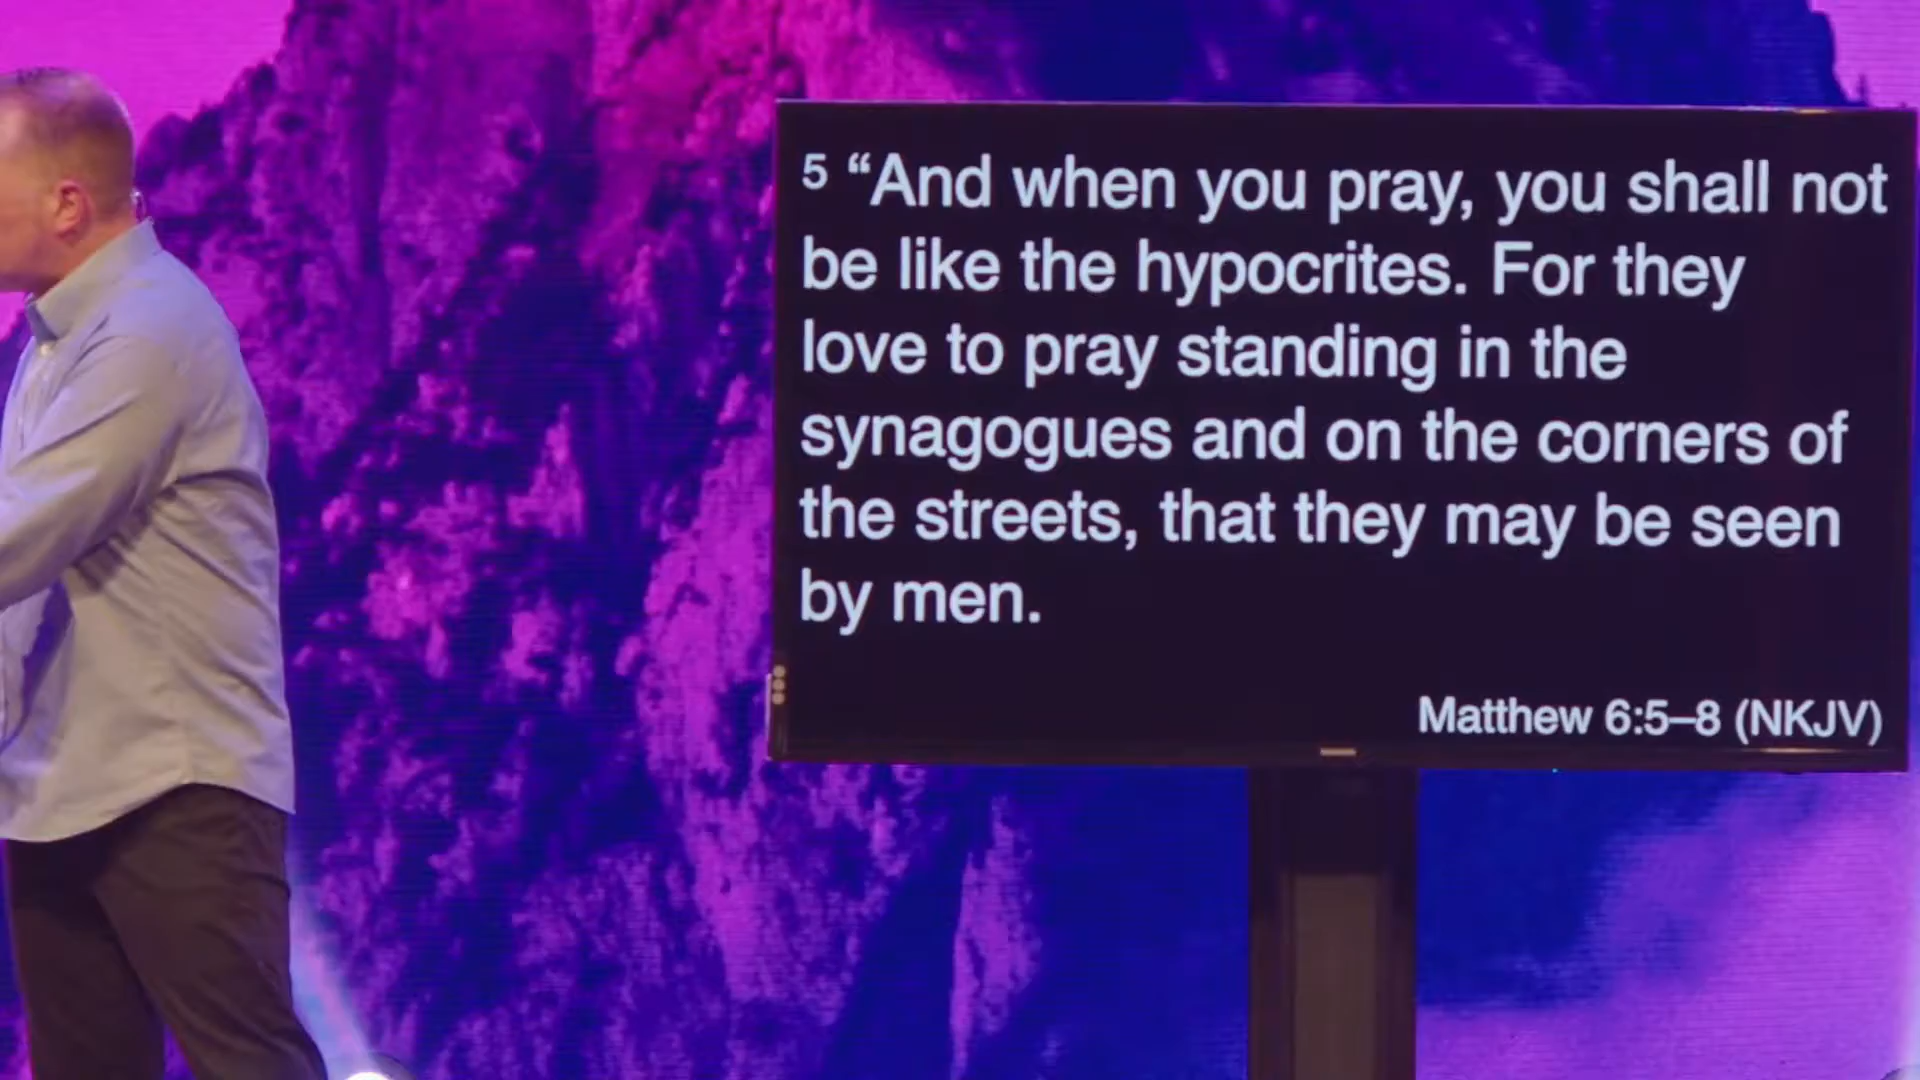 5 “And when you pray, you shall not
be like the hypocrites. For they
love to pray standing in the
synagogues and on the corners of
the streets, that they may be seen
by men.
Matthew 6:5–8 (NKJV)